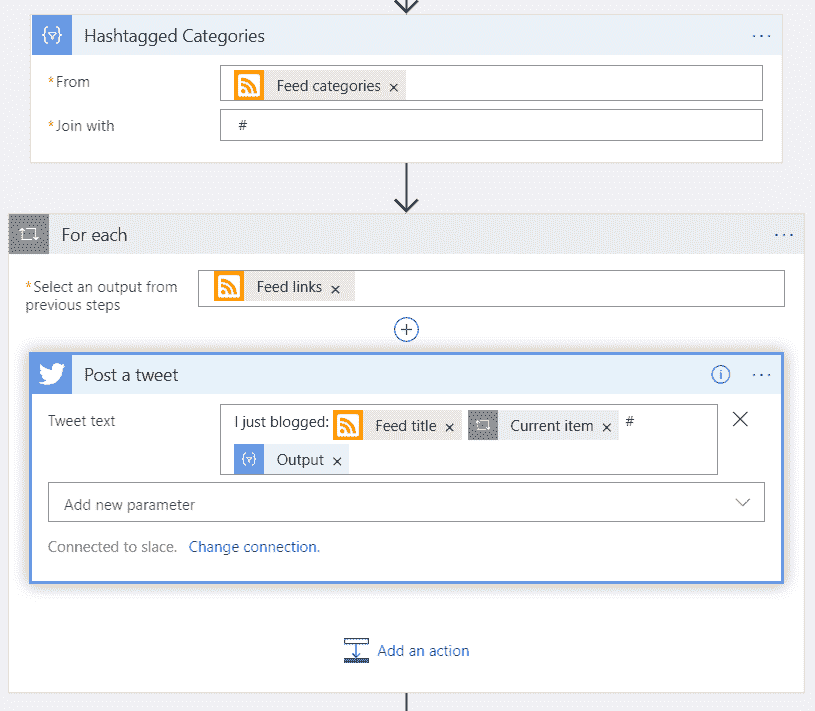 Hashtagged Categories
...
*From
Feed categories ×
*Join with
#
For each
...
*Select an output from
previous steps
Feed links ×
Post a tweet
...
Tweet text
I just blogged: Feed title × Current item × #
Output ×
Add new parameter
Connected to slace. Change connection.
Add an action